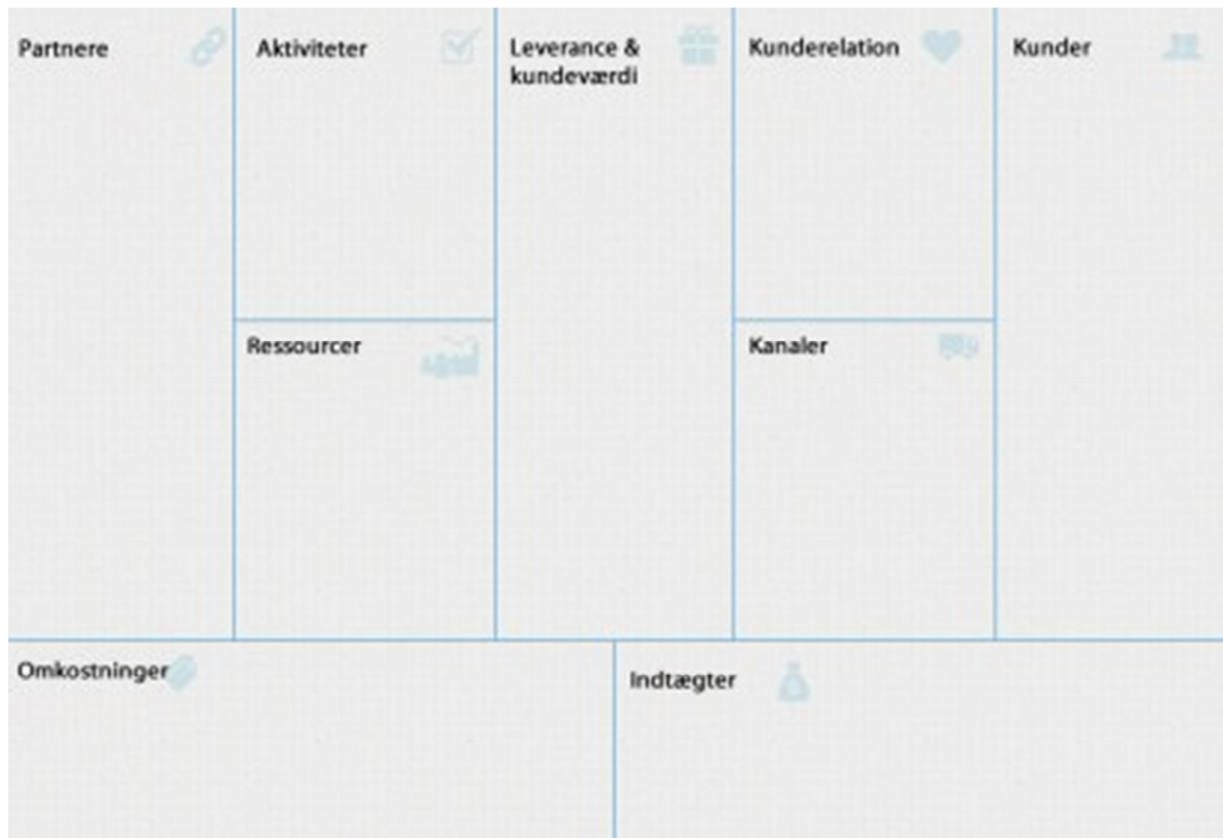 Partnere
Aktiviteter
Leverance &
kundeværdi
Kunderelation
Kunder
Ressourcer
Kanaler
Omkostninger
Indtægter